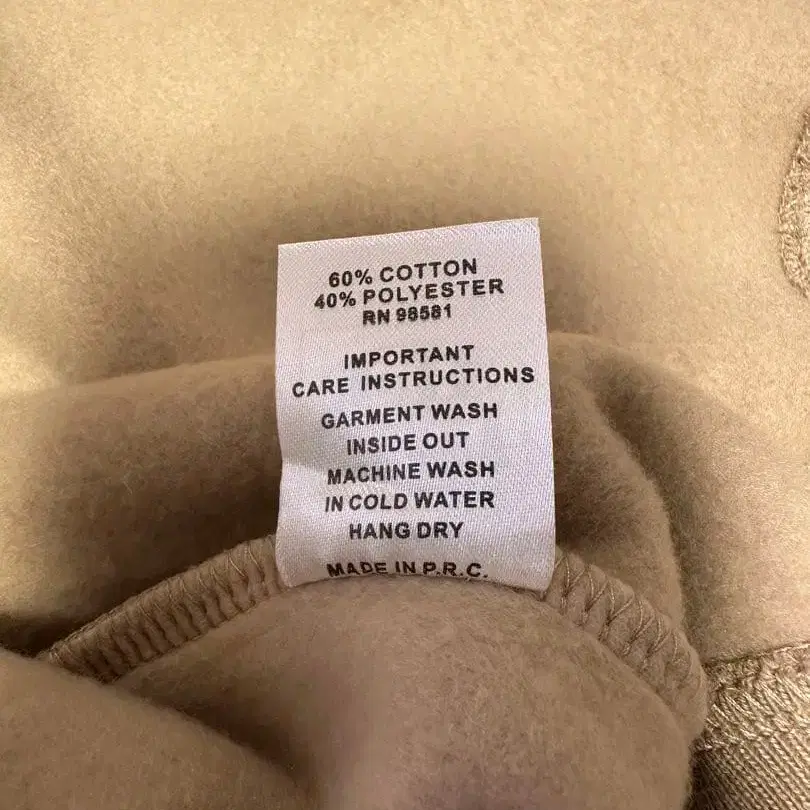 60% COTTON
40% POLYESTER
RN 98581
IMPORTANT
CARE INSTRUCTIONS
GARMENT WASH
INSIDE OUT
MACHINE WASH
IN COLD WATER
HANG DRY
MADE IN P.R.C.